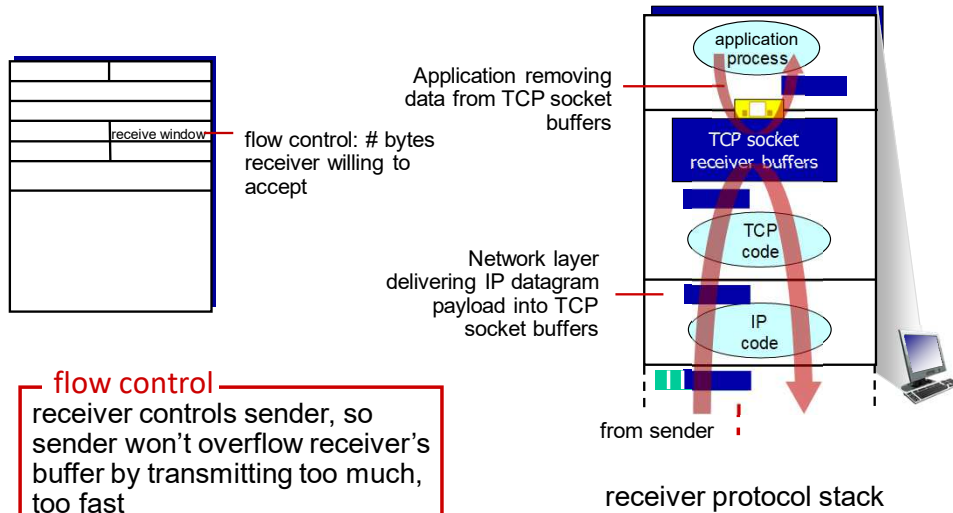 receive window
flow control: # bytes
receiver willing to
accept
flow control
receiver controls sender, so
sender won’t overflow receiver’s
buffer by transmitting too much,
too fast
Application removing
data from TCP socket
buffers
Network layer
delivering IP datagram
payload into TCP
socket buffers
application
process
TCP socket
receiver buffers
TCP
code
IP
code
from sender
receiver protocol stack